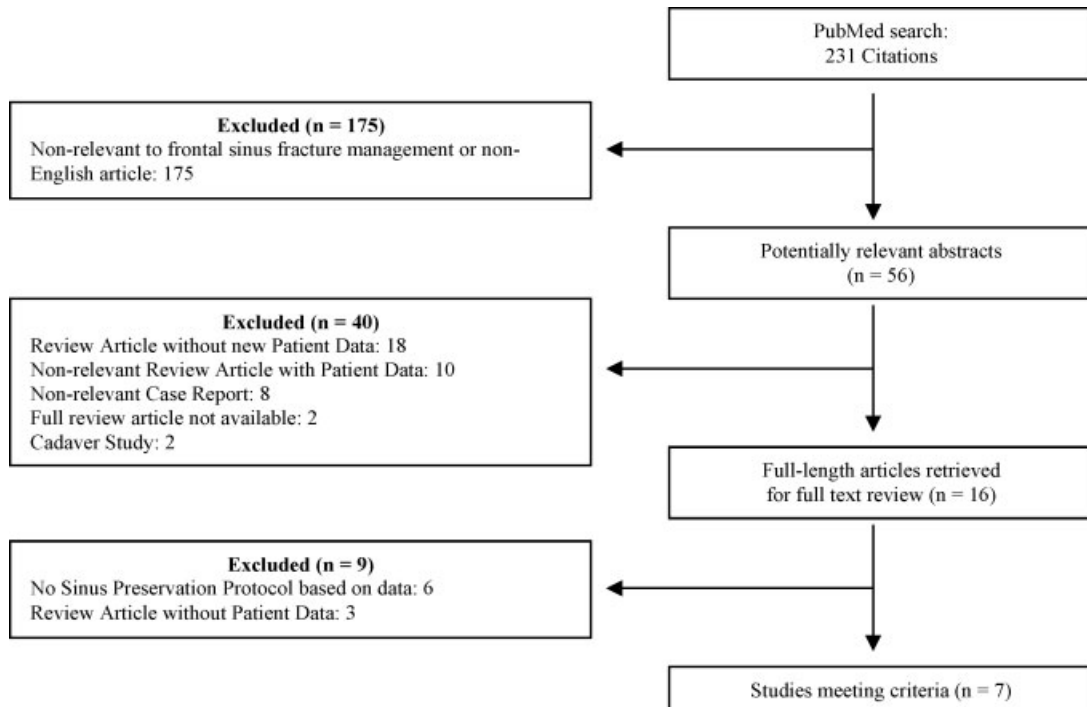 PubMed search:
231 Citations
Excluded (n = 175)
Non-relevant to frontal sinus fracture management or non-
English article: 175
Potentially relevant abstracts
(n = 56)
Excluded (n = 40)
Review Article without new Patient Data: 18
Non-relevant Review Article with Patient Data: 10
Non-relevant Case Report: 8
Full review article not available: 2
Cadaver Study: 2
Full-length articles retrieved
for full text review (n = 16)
Excluded (n = 9)
No Sinus Preservation Protocol based on data: 6
Review Article without Patient Data: 3
Studies meeting criteria (n = 7)